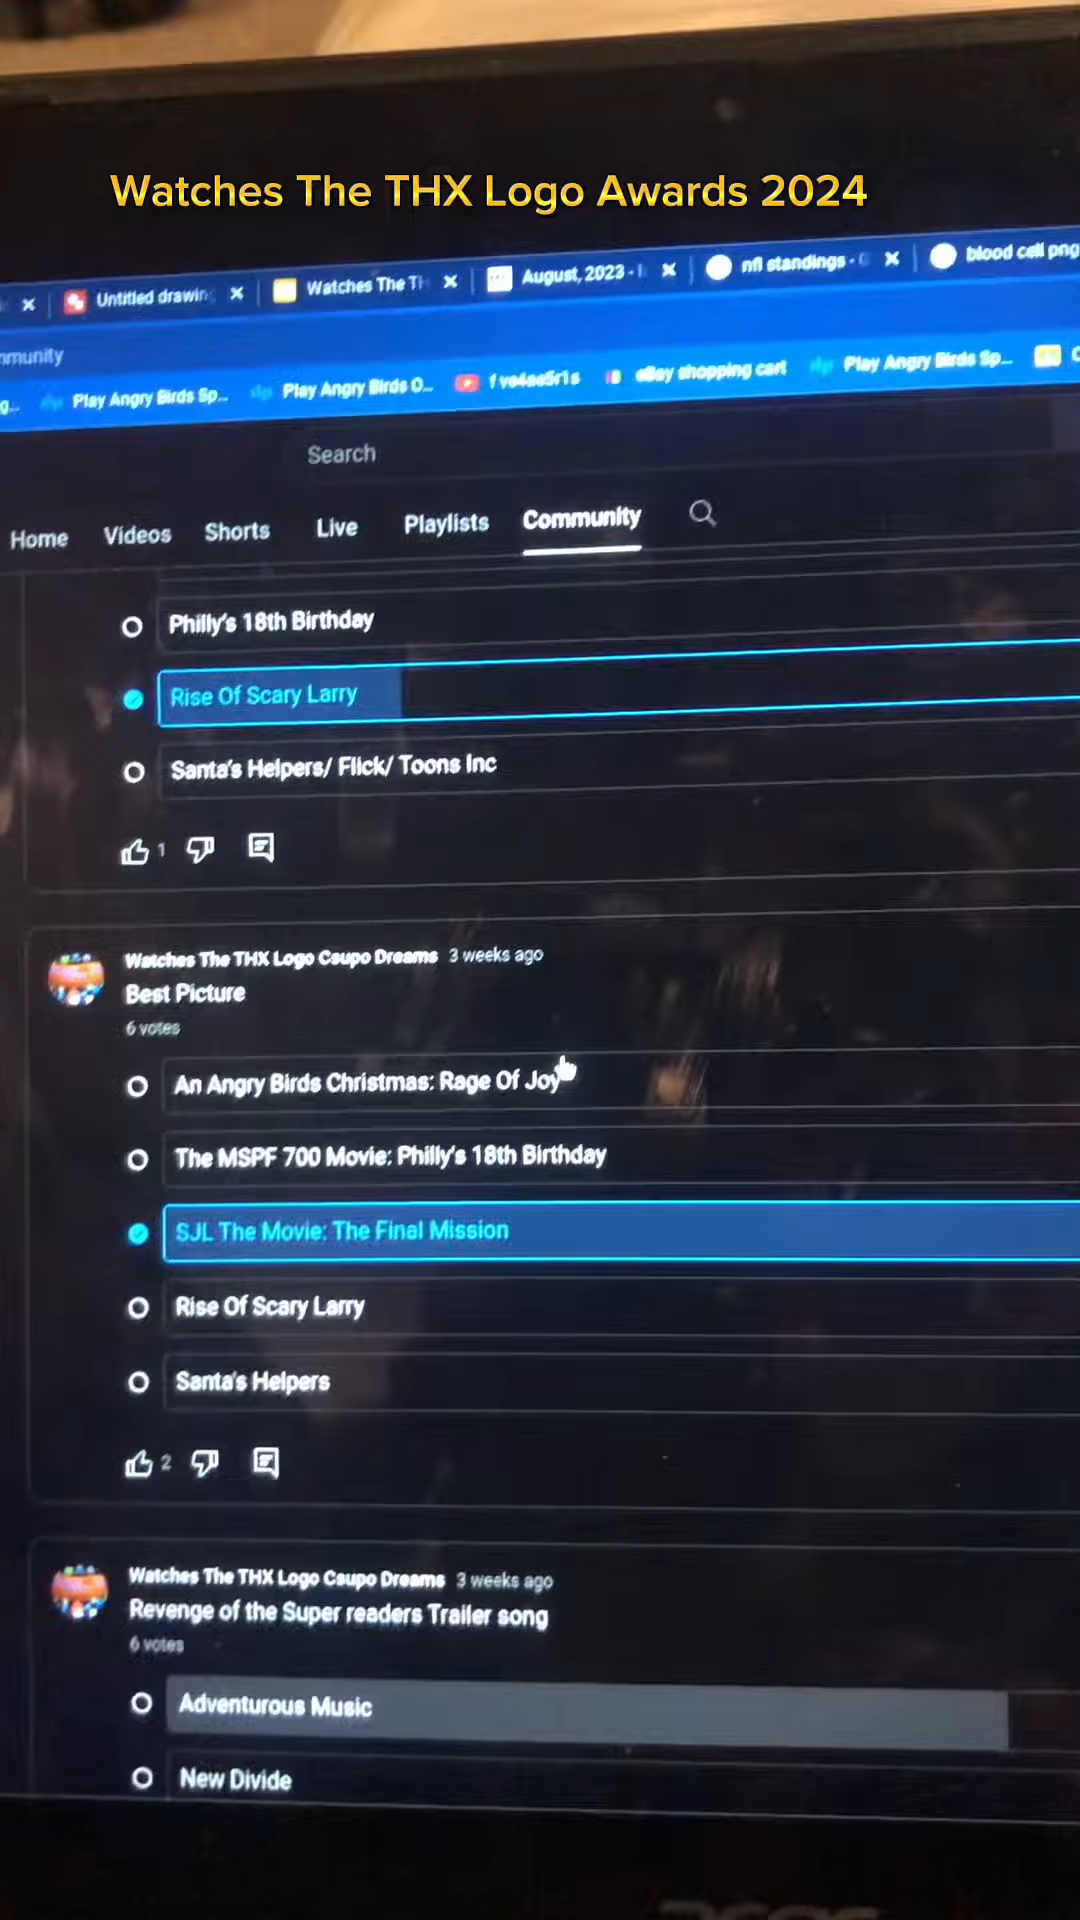 Watches The THX Logo Awards 2024
Untitled drawing
Watches The Th
August, 2023 -
nfl standings - G
blood cell png
mmunity
g...
Play Angry Birds Sp...
Play Angry Birds O...
eBay shopping cart
Play Angry Birds Sp...
Search
Home Videos Shorts Live Playlists Community
Philly's 18th Birthday
Rise Of Scary Larry
Santa's Helpers/ Flick/ Toons Inc
1
Watches The THX Logo Csupo Dreams 3 weeks ago
Best Picture
6 votes
An Angry Birds Christmas: Rage Of Joy
The MSPF 700 Movie: Philly's 18th Birthday
SJL The Movie: The Final Mission
Rise Of Scary Larry
Santa's Helpers
2
Watches The THX Logo Csupo Dreams 3 weeks ago
Revenge of the Super readers Trailer song
6 votes
Adventurous Music
New Divide